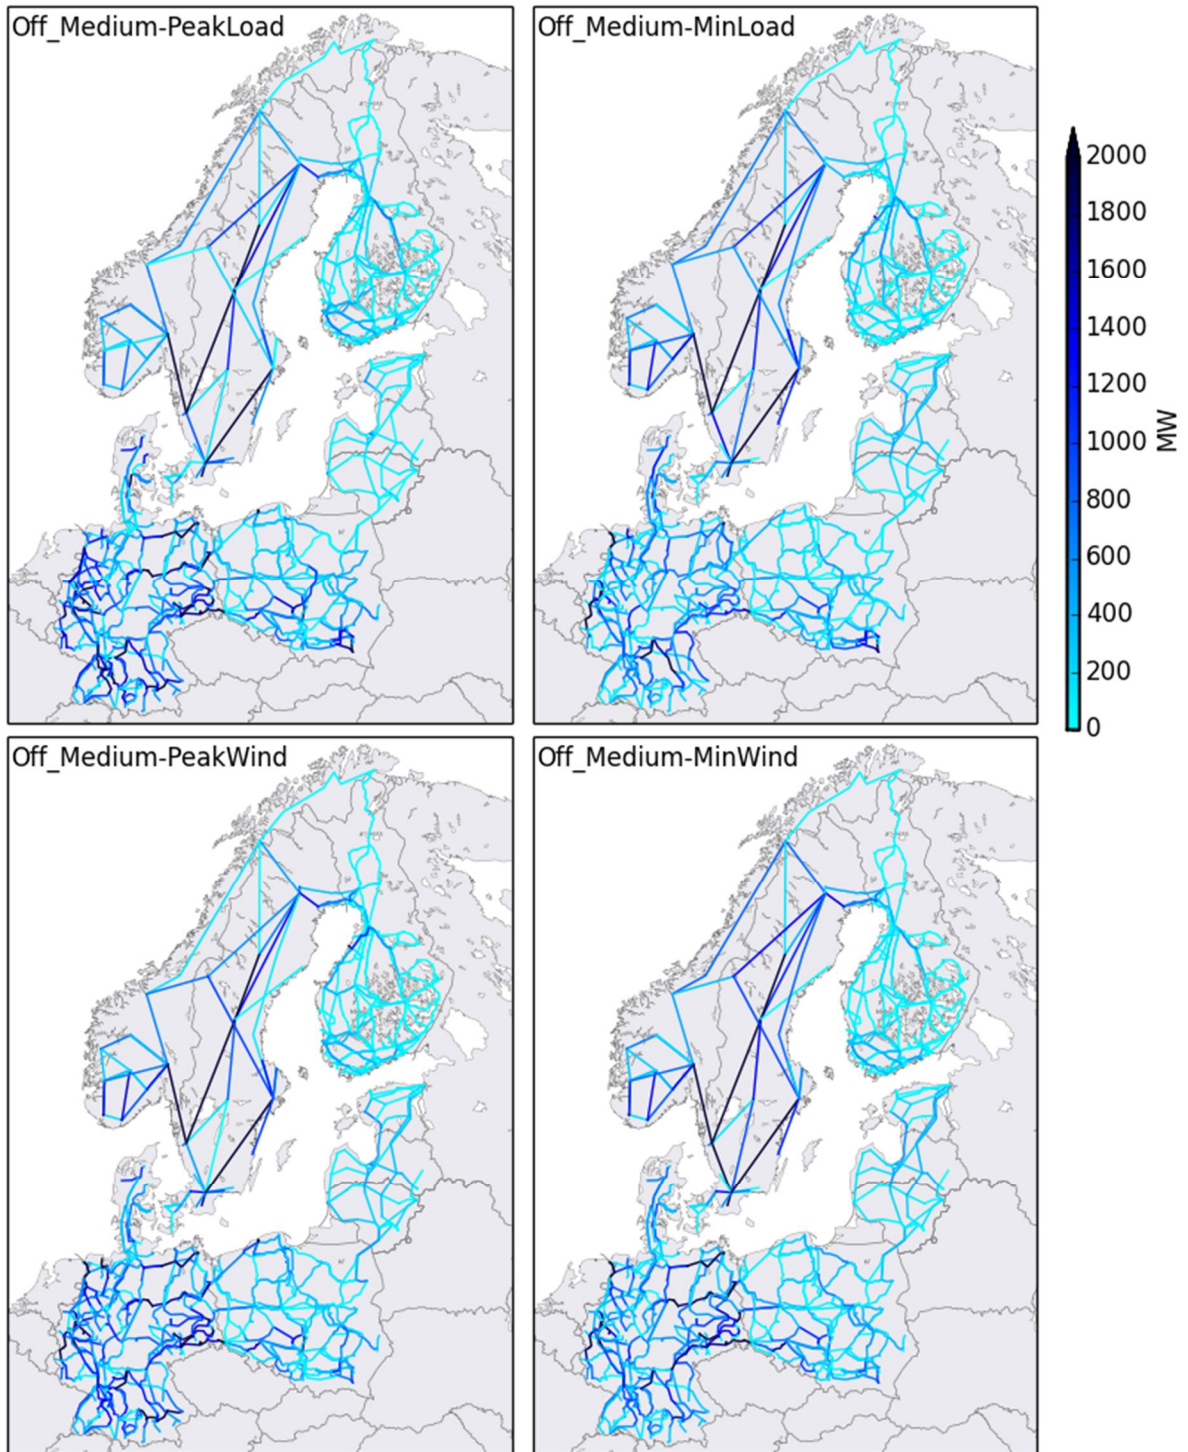 Off_Medium-PeakLoad
Off_Medium-MinLoad
2000
1800
1600
1400
1200
1000
800
600
400
200
0
MW
Off_Medium-PeakWind
Off_Medium-MinWind